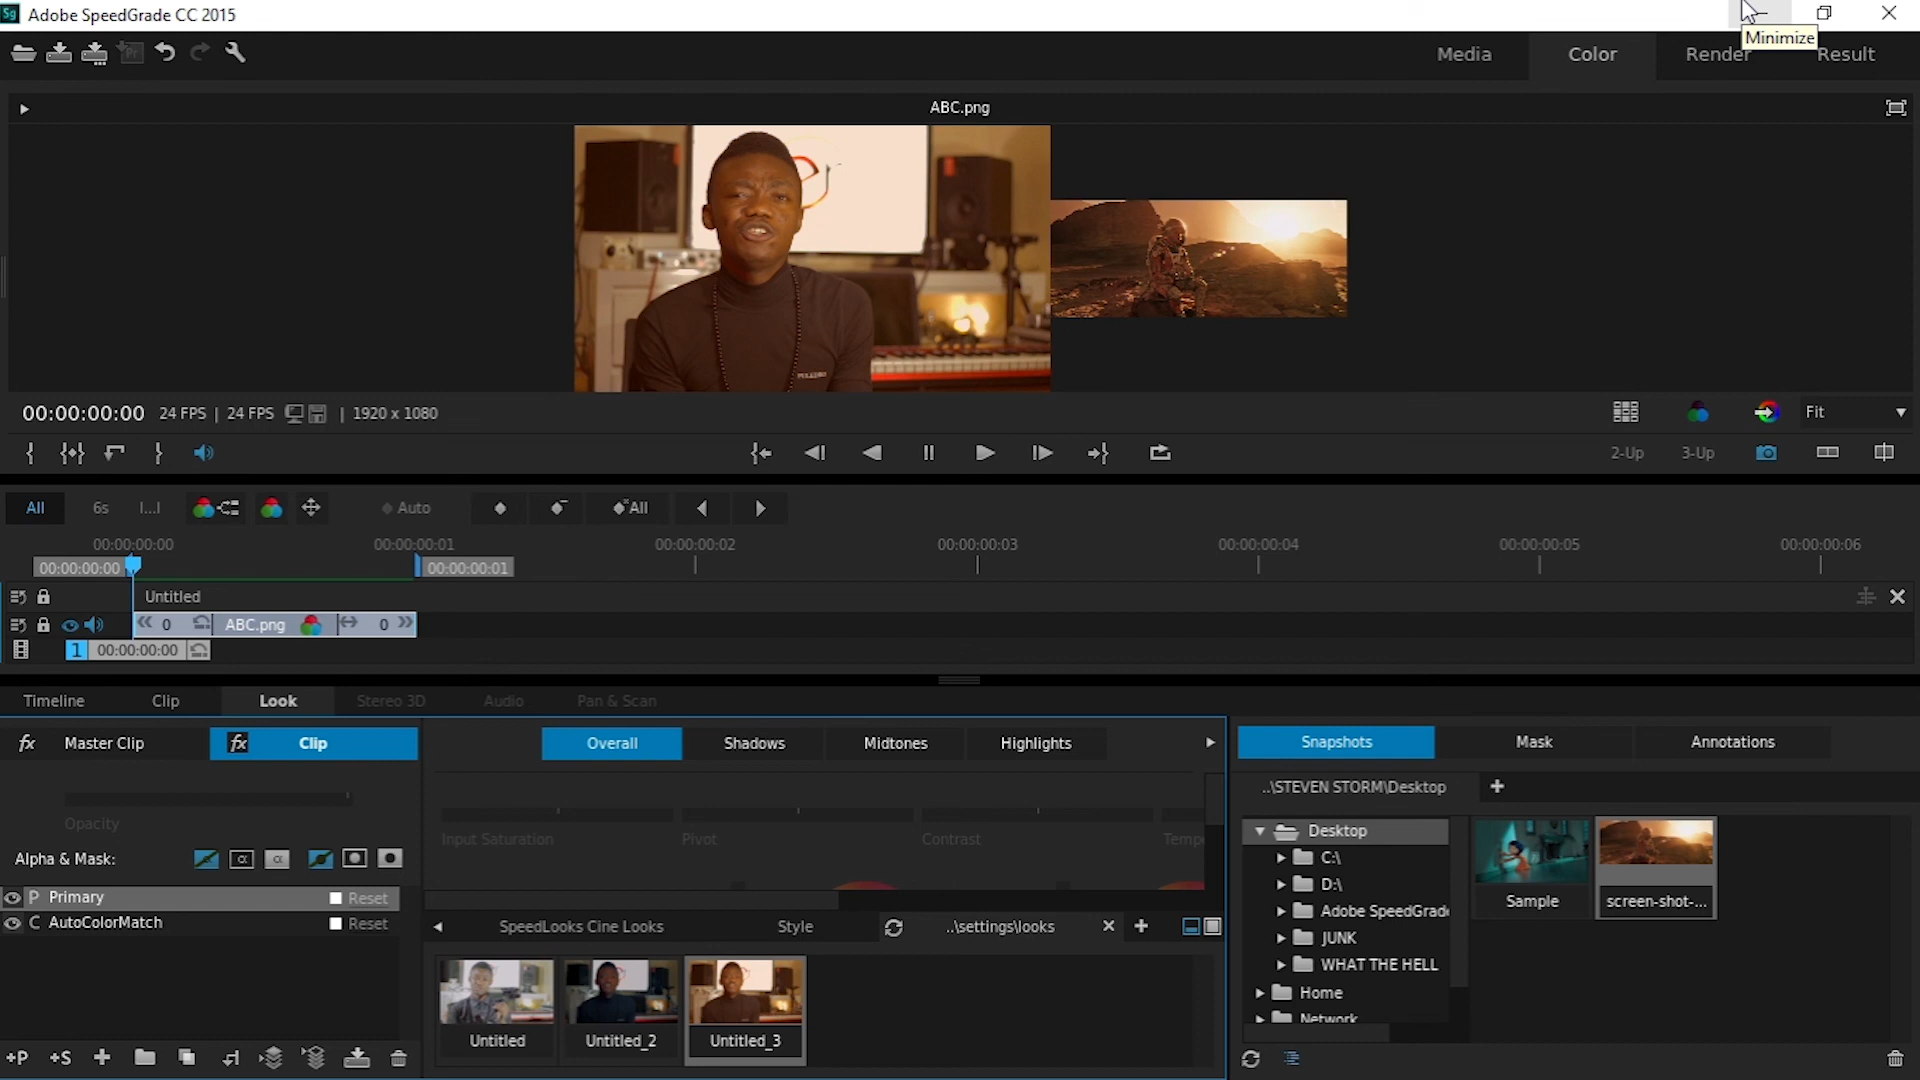 Sg Adobe SpeedGrade CC 2015
Minimize
Pr
Media Color Render Result
ABC.png
00:00:00:00 24 FPS | 24 FPS | 1920 x 1080
Fit
2-Up 3-Up
All 6s I...I Auto All
00:00:00:00 00:00:00:01 00:00:00:02 00:00:00:03 00:00:00:04 00:00:00:05 00:00:00:06
00:00:00:00 00:00:00:01
Untitled
0 ABC.png 0
1 00:00:00:00
Timeline Clip Look Stereo 3D Audio Pan & Scan
fx Master Clip fx Clip
Overall Shadows Midtones Highlights
Snapshots Mask Annotations
..\STEVEN STORM\Desktop
Opacity
Input Saturation Pivot Contrast Tempe
Alpha & Mask: α α
P Primary Reset
C AutoColorMatch Reset
SpeedLooks Cine Looks Style ..\settings\looks
Untitled Untitled_2 Untitled_3
Desktop
C:\
D:\
Adobe SpeedGrade
JUNK
WHAT THE HELL
Home
Network
Sample screen-shot-...
+P +S